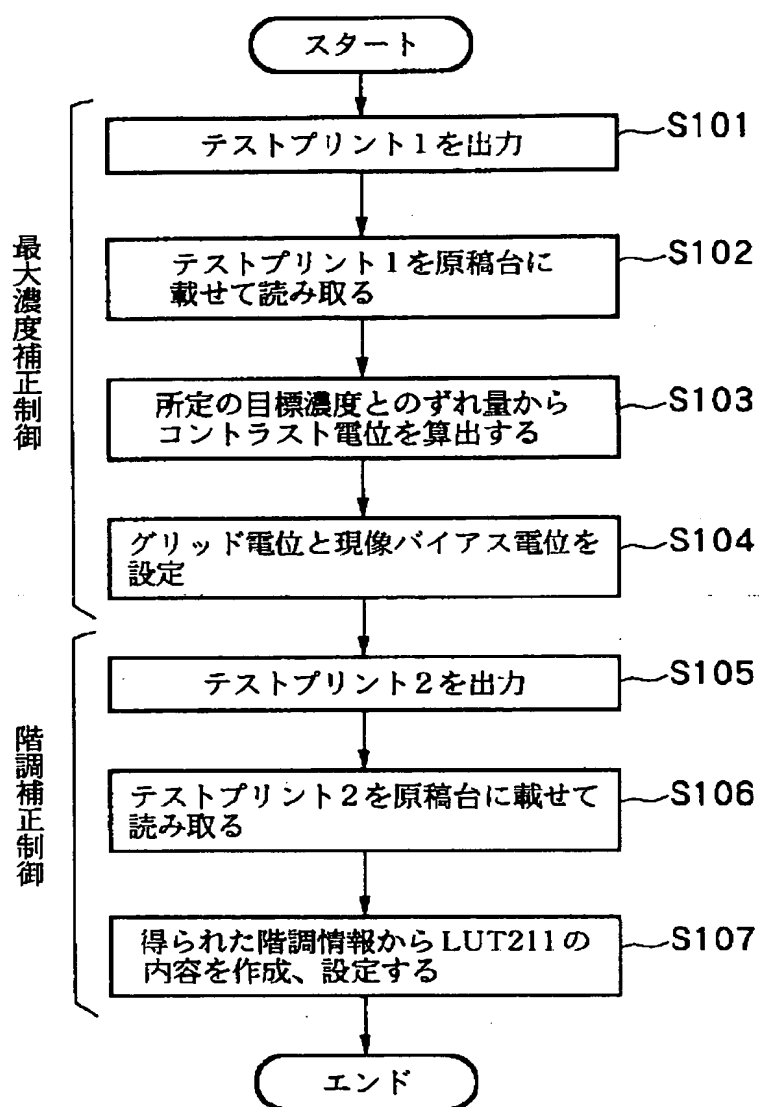 スタート
最大濃度補正制御
テストプリント1を出力
S101
テストプリント1を原稿台に
載せて読み取る
S102
所定の目標濃度とのずれ量から
コントラスト電位を算出する
S103
グリッド電位と現像バイアス電位を
設定
S104
階調補正制御
テストプリント2を出力
S105
テストプリント2を原稿台に載せて
読み取る
S106
得られた階調情報からLUT211の
内容を作成、設定する
S107
エンド